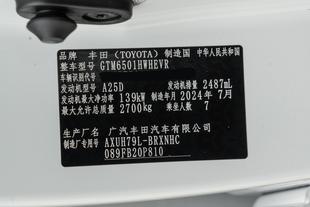 品牌 丰田 (TOYOTA) 制造国 中华人民共和国
整车型号 GTM6501HWHEVR
车辆识别代号
发动机型号 A25D 发动机排量 2487mL
发动机最大净功率 139kW 制造年月 2024年7月
最大允许总质量 2700kg 乘坐人数 7
生产厂名 广汽丰田汽车有限公司
制造厂专用号 AXUH79L-BRXNHC
089FB20P810